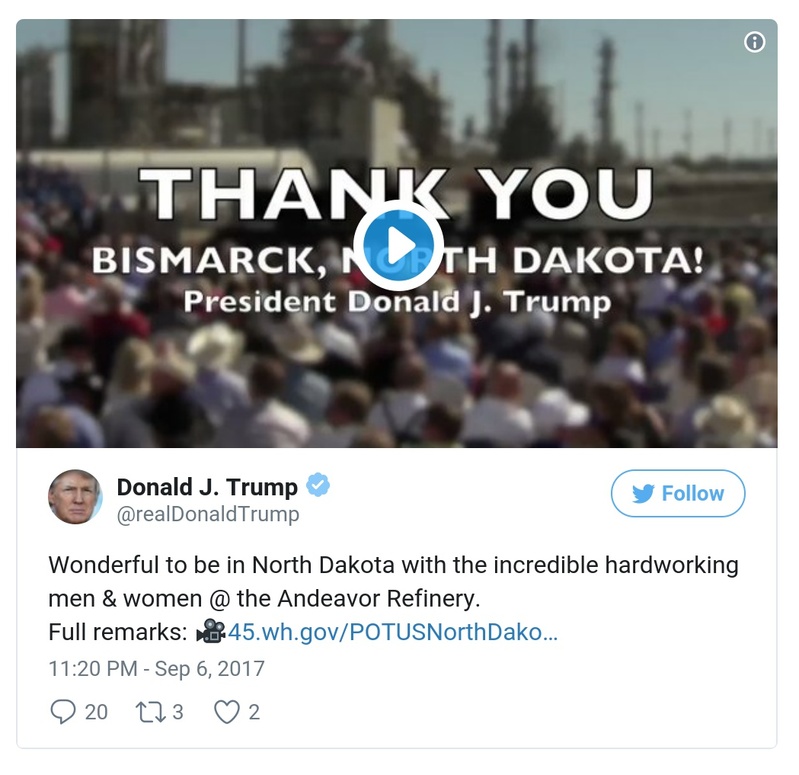 THANK YOU
BISMARCK, NORTH DAKOTA!
President Donald J. Trump
Donald J. Trump
@realDonaldTrump
Follow
Wonderful to be in North Dakota with the incredible hardworking
men & women @ the Andeavor Refinery.
Full remarks: 🎥45.wh.gov/POTUSNorthDako…
11:20 PM - Sep 6, 2017
20 3 2